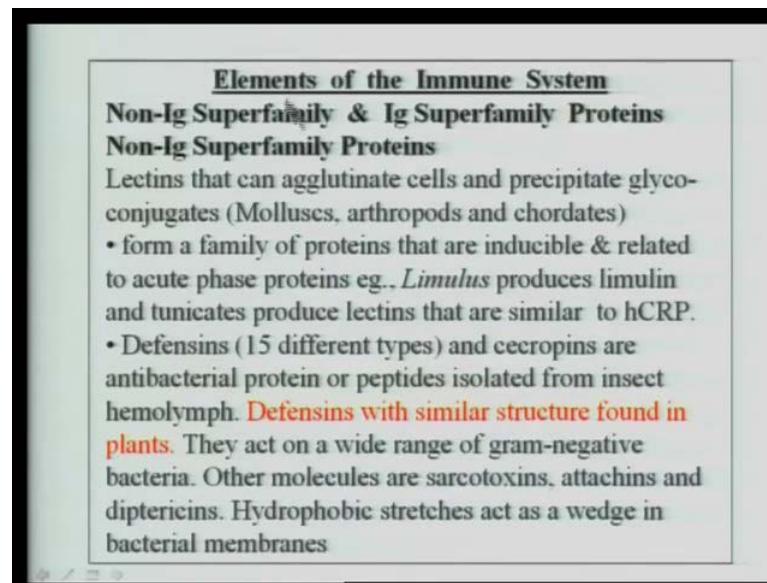 Elements of the Immune System
Non-Ig Superfamily & Ig Superfamily Proteins
Non-Ig Superfamily Proteins
Lectins that can agglutinate cells and precipitate glyco-
conjugates (Molluscs, arthropods and chordates)
• form a family of proteins that are inducible & related
to acute phase proteins eg., Limulus produces limulin
and tunicates produce lectins that are similar to hCRP.
• Defensins (15 different types) and cecropins are
antibacterial protein or peptides isolated from insect
hemolymph. Defensins with similar structure found in
plants. They act on a wide range of gram-negative
bacteria. Other molecules are sarcotoxins, attachins and
diptericins. Hydrophobic stretches act as a wedge in
bacterial membranes